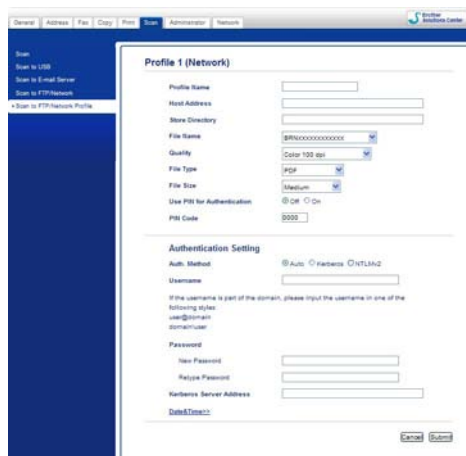 General Address Fax Copy Print Scan Administrator Network
Brother Solutions Center
Scan
Scan to USB
Scan to E-mail Server
Scan to FTP/Network
Scan to FTP/Network Profile
Profile 1 (Network)
Profile Name
Host Address
Store Directory
File Name BRNxxxxxxxxxxxx
Quality Color 100 dpi
File Type PDF
File Size Medium
Use PIN for Authentication Off On
PIN Code 0000
Authentication Setting
Auth. Method Auto Kerberos NTLMv2
Username
If the username is part of the domain, please input the username in one of the
following styles:
user@domain
domain\user
Password
New Password
Retype Password
Kerberos Server Address
Date&Time>>
Cancel Submit